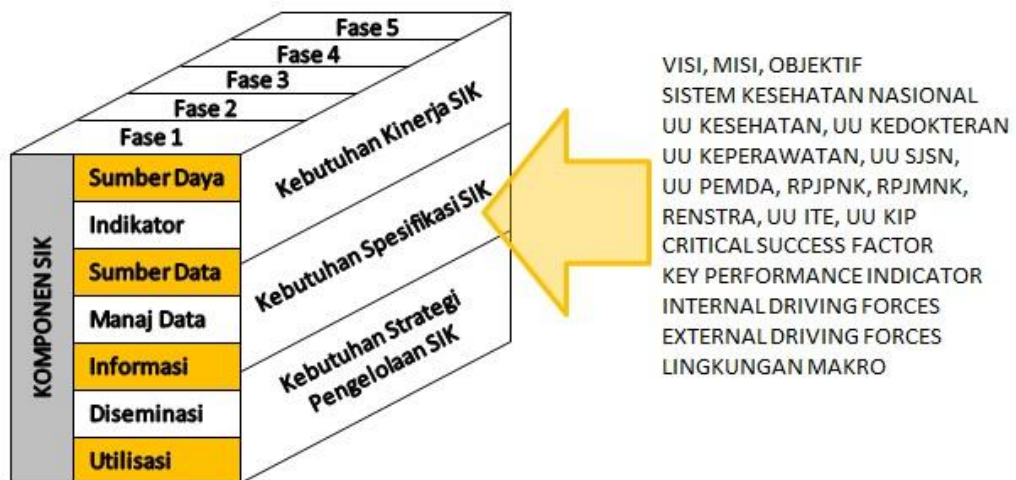 Fase 5
Fase 4
Fase 3
Fase 2
Fase 1
KOMPONEN SIK
Sumber Daya
Indikator
Sumber Data
Manaj Data
Informasi
Diseminasi
Utilisasi
Kebutuhan Kinerja SIK
Kebutuhan Spesifikasi SIK
Kebutuhan Strategi
Pengelolaan SIK
VISI, MISI, OBJEKTIF
SISTEM KESEHATAN NASIONAL
UU KESEHATAN, UU KEDOKTERAN
UU KEPERAWATAN, UU SJSN,
UU PEMDA, RPJPNK, RPJMNK,
RENSTRA, UU ITE, UU KIP
CRITICAL SUCCESS FACTOR
KEY PERFORMANCE INDICATOR
INTERNAL DRIVING FORCES
EXTERNAL DRIVING FORCES
LINGKUNGAN MAKRO